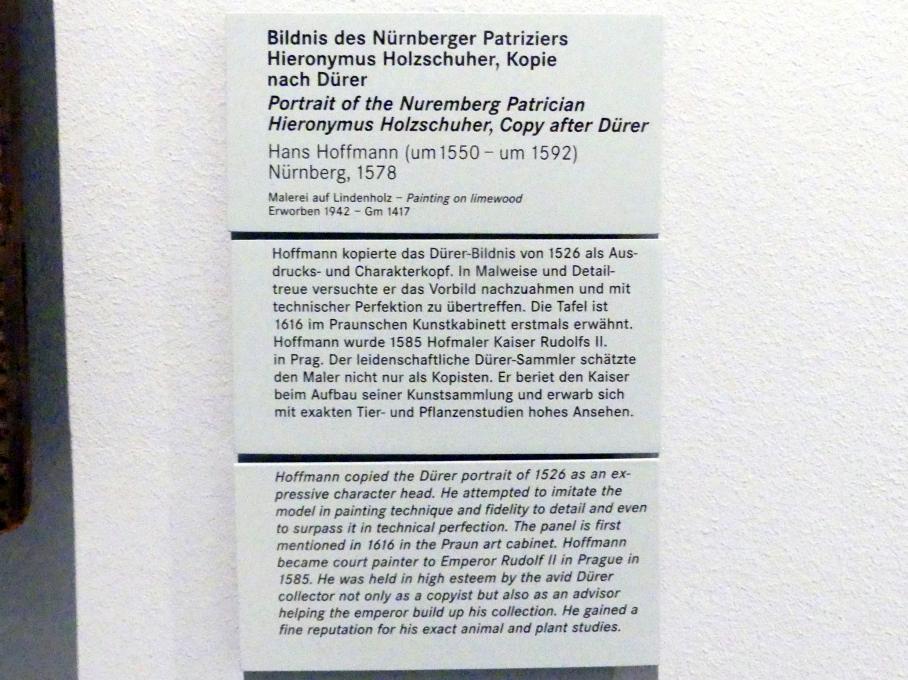 Bildnis des Nürnberger Patriziers
Hieronymus Holzschuher, Kopie
nach Dürer
Portrait of the Nuremberg Patrician
Hieronymus Holzschuher, Copy after Dürer
Hans Hoffmann (um 1550 – um 1592)
Nürnberg, 1578
Malerei auf Lindenholz – Painting on limewood
Erworben 1942 – Gm 1417
Hoffmann kopierte das Dürer-Bildnis von 1526 als Aus-
drucks- und Charakterkopf. In Malweise und Detail-
treue versuchte er das Vorbild nachzuahmen und mit
technischer Perfektion zu übertreffen. Die Tafel ist
1616 im Praunschen Kunstkabinett erstmals erwähnt.
Hoffmann wurde 1585 Hofmaler Kaiser Rudolfs II.
in Prag. Der leidenschaftliche Dürer-Sammler schätzte
den Maler nicht nur als Kopisten. Er beriet den Kaiser
beim Aufbau seiner Kunstsammlung und erwarb sich
mit exakten Tier- und Pflanzenstudien hohes Ansehen.
Hoffmann copied the Dürer portrait of 1526 as an ex-
pressive character head. He attempted to imitate the
model in painting technique and fidelity to detail and even
to surpass it in technical perfection. The panel is first
mentioned in 1616 in the Praun art cabinet. Hoffmann
became court painter to Emperor Rudolf II in Prague in
1585. He was held in high esteem by the avid Dürer
collector not only as a copyist but also as an advisor
helping the emperor build up his collection. He gained a
fine reputation for his exact animal and plant studies.